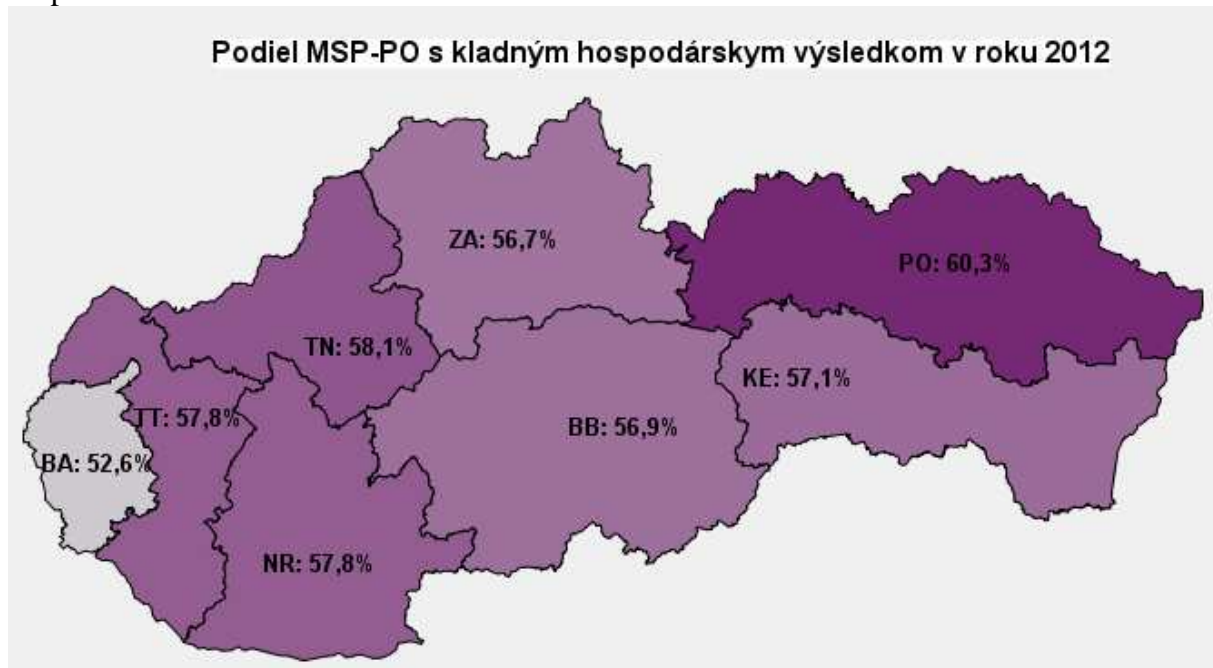 Podiel MSP-PO s kladným hospodárskym výsledkom v roku 2012
ZA: 56,7%
PO: 60,3%
TN: 58,1%
KE: 57,1%
TT: 57,8%
BB: 56,9%
BA: 52,6%
NR: 57,8%